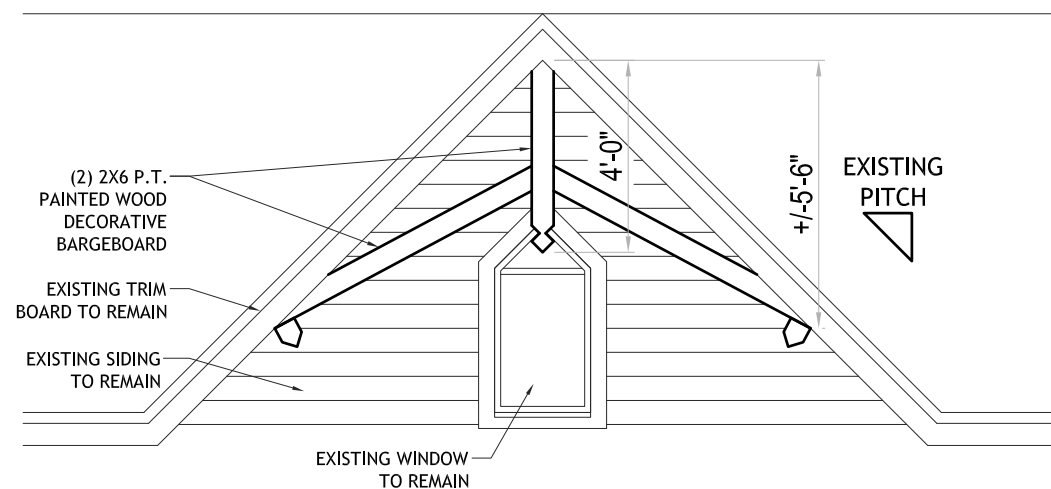 (2) 2X6 P.T.
PAINTED WOOD
DECORATIVE
BARGEBOARD
EXISTING TRIM
BOARD TO REMAIN
EXISTING SIDING
TO REMAIN
EXISTING WINDOW
TO REMAIN
4'-0"
+/-5'-6"
EXISTING
PITCH